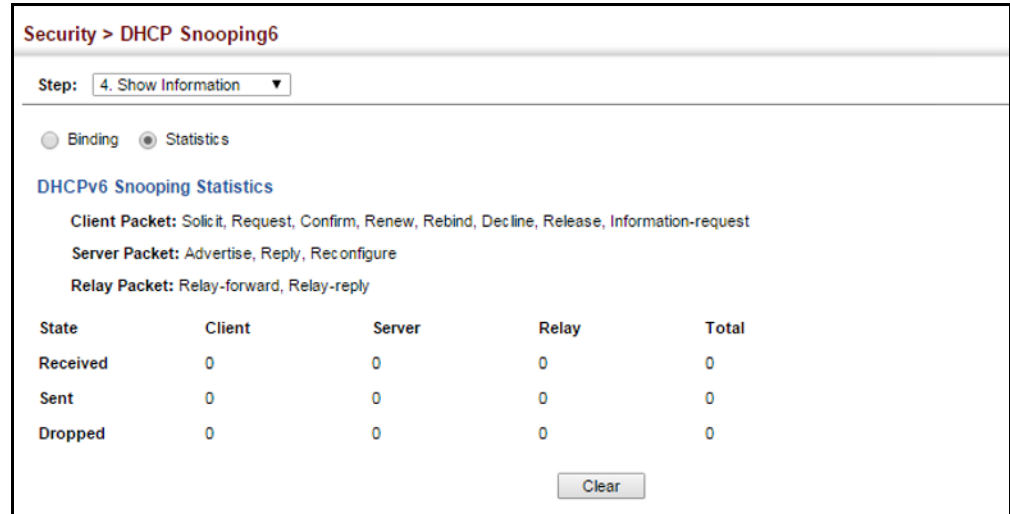 Security > DHCP Snooping6
Step: 4. Show Information ▼
Binding Statistics
DHCPv6 Snooping Statistics
Client Packet: Solicit, Request, Confirm, Renew, Rebind, Decline, Release, Information-request
Server Packet: Advertise, Reply, Reconfigure
Relay Packet: Relay-forward, Relay-reply
State Client Server Relay Total
Received 0 0 0 0
Sent 0 0 0 0
Dropped 0 0 0 0
Clear